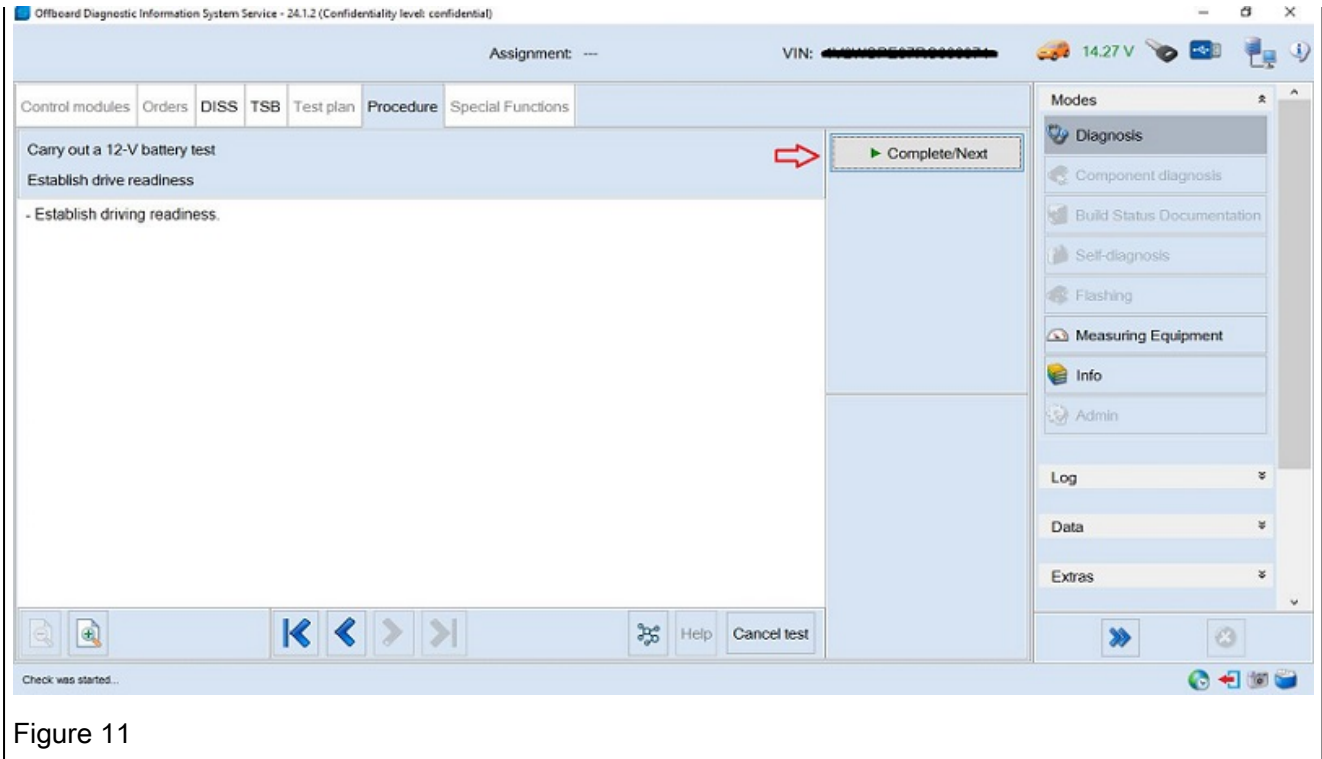 Offboard Diagnostic Information System Service - 24.1.2 (Confidentiality level: confidential)
Assignment: ---
VIN:
14.27 V
Control modules Orders DISS TSB Test plan Procedure Special Functions
Carry out a 12-V battery test
Establish drive readiness
Complete/Next
- Establish driving readiness.
Modes
Diagnosis
Component diagnosis
Build Status Documentation
Self-diagnosis
Flashing
Measuring Equipment
Info
Admin
Log
Data
Extras
Help
Cancel test
Check was started...
Figure 11